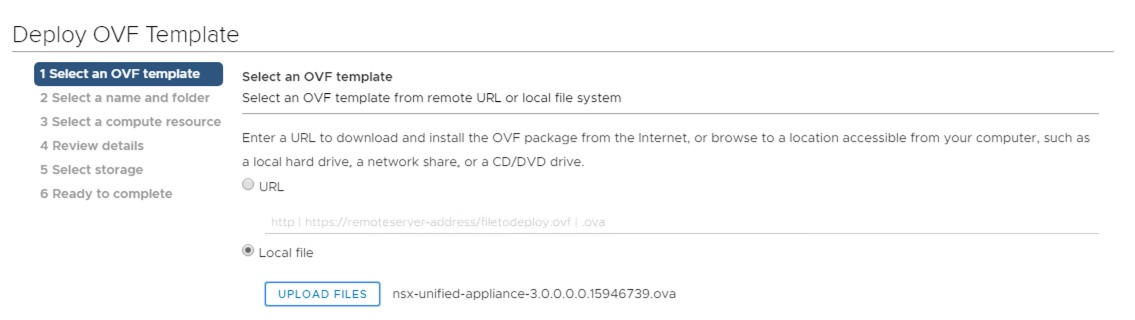 Deploy OVF Template
1 Select an OVF template
2 Select a name and folder
3 Select a compute resource
4 Review details
5 Select storage
6 Ready to complete
Select an OVF template
Select an OVF template from remote URL or local file system
Enter a URL to download and install the OVF package from the Internet, or browse to a location accessible from your computer, such as
a local hard drive, a network share, or a CD/DVD drive.
URL
http | https://remoteserver-address/filetodeploy.ovf | .ova
Local file
UPLOAD FILES nsx-unified-appliance-3.0.0.0.0.15946739.ova